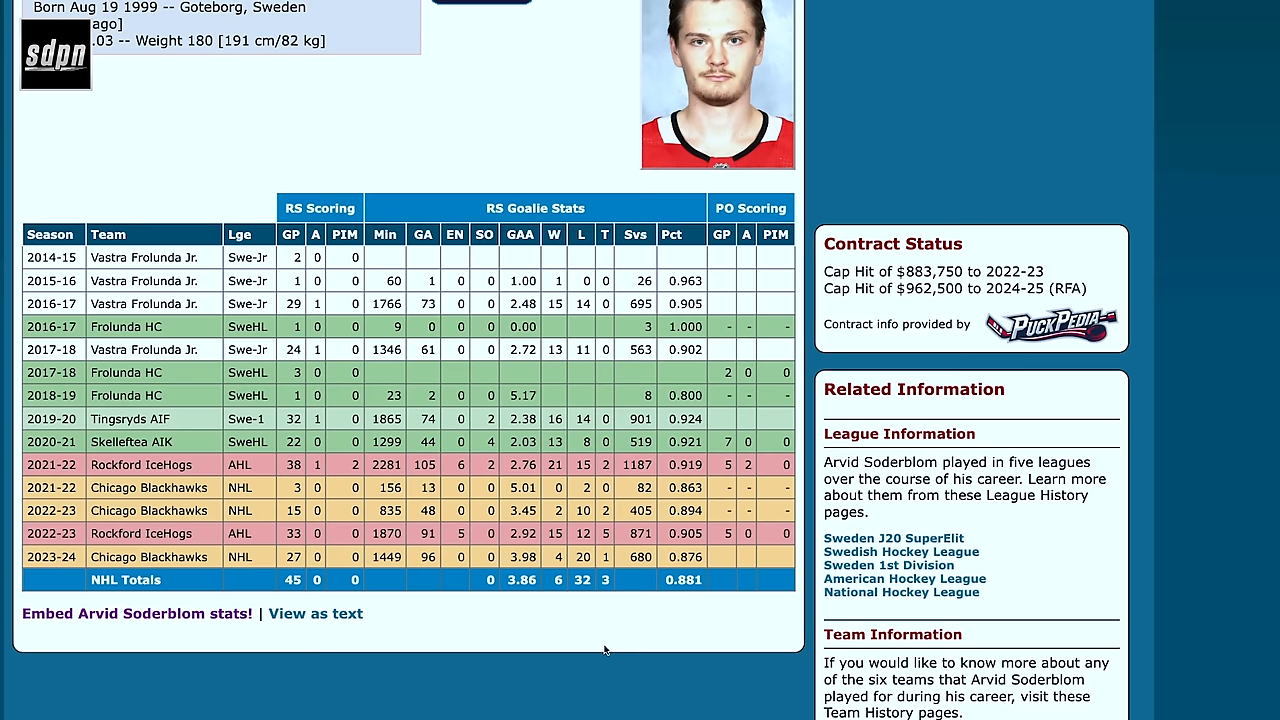 Born Aug 19 1999 -- Goteborg, Sweden
ago]
.03 -- Weight 180 [191 cm/82 kg]
sdpn
RS Scoring RS Goalie Stats PO Scoring
Season Team Lge GP A PIM Min GA EN SO GAA W L T Svs Pct GP A PIM
2014-15 Vastra Frolunda Jr. Swe-Jr 2 0 0
2015-16 Vastra Frolunda Jr. Swe-Jr 1 0 0 60 1 0 0 1.00 1 0 0 26 0.963
2016-17 Vastra Frolunda Jr. Swe-Jr 29 1 0 1766 73 0 0 2.48 15 14 0 695 0.905
2016-17 Frolunda HC SweHL 1 0 0 9 0 0 0 0.00 3 1.000 - - -
2017-18 Vastra Frolunda Jr. Swe-Jr 24 1 0 1346 61 0 0 2.72 13 11 0 563 0.902
2017-18 Frolunda HC SweHL 3 0 0 2 0 0
2018-19 Frolunda HC SweHL 1 0 0 23 2 0 0 5.17 8 0.800 - - -
2019-20 Tingsryds AIF Swe-1 32 1 0 1865 74 0 2 2.38 16 14 0 901 0.924
2020-21 Skelleftea AIK SweHL 22 0 0 1299 44 0 4 2.03 13 8 0 519 0.921 7 0 0
2021-22 Rockford IceHogs AHL 38 1 2 2281 105 6 2 2.76 21 15 2 1187 0.919 5 2 0
2021-22 Chicago Blackhawks NHL 3 0 0 156 13 0 0 5.01 0 2 0 82 0.863 - - -
2022-23 Chicago Blackhawks NHL 15 0 0 835 48 0 0 3.45 2 10 2 405 0.894 - - -
2022-23 Rockford IceHogs AHL 33 0 0 1870 91 5 0 2.92 15 12 5 871 0.905 5 0 0
2023-24 Chicago Blackhawks NHL 27 0 0 1449 96 0 0 3.98 4 20 1 680 0.876
NHL Totals 45 0 0 0 3.86 6 32 3 0.881
Embed Arvid Soderblom stats! | View as text
Contract Status
Cap Hit of $883,750 to 2022-23
Cap Hit of $962,500 to 2024-25 (RFA)
Contract info provided by PUCKPEDIA
Related Information
League Information
Arvid Soderblom played in five leagues
over the course of his career. Learn more
about them from these League History
pages.
Sweden J20 SuperElit
Swedish Hockey League
Sweden 1st Division
American Hockey League
National Hockey League
Team Information
If you would like to know more about any
of the six teams that Arvid Soderblom
played for during his career, visit these
Team History pages.